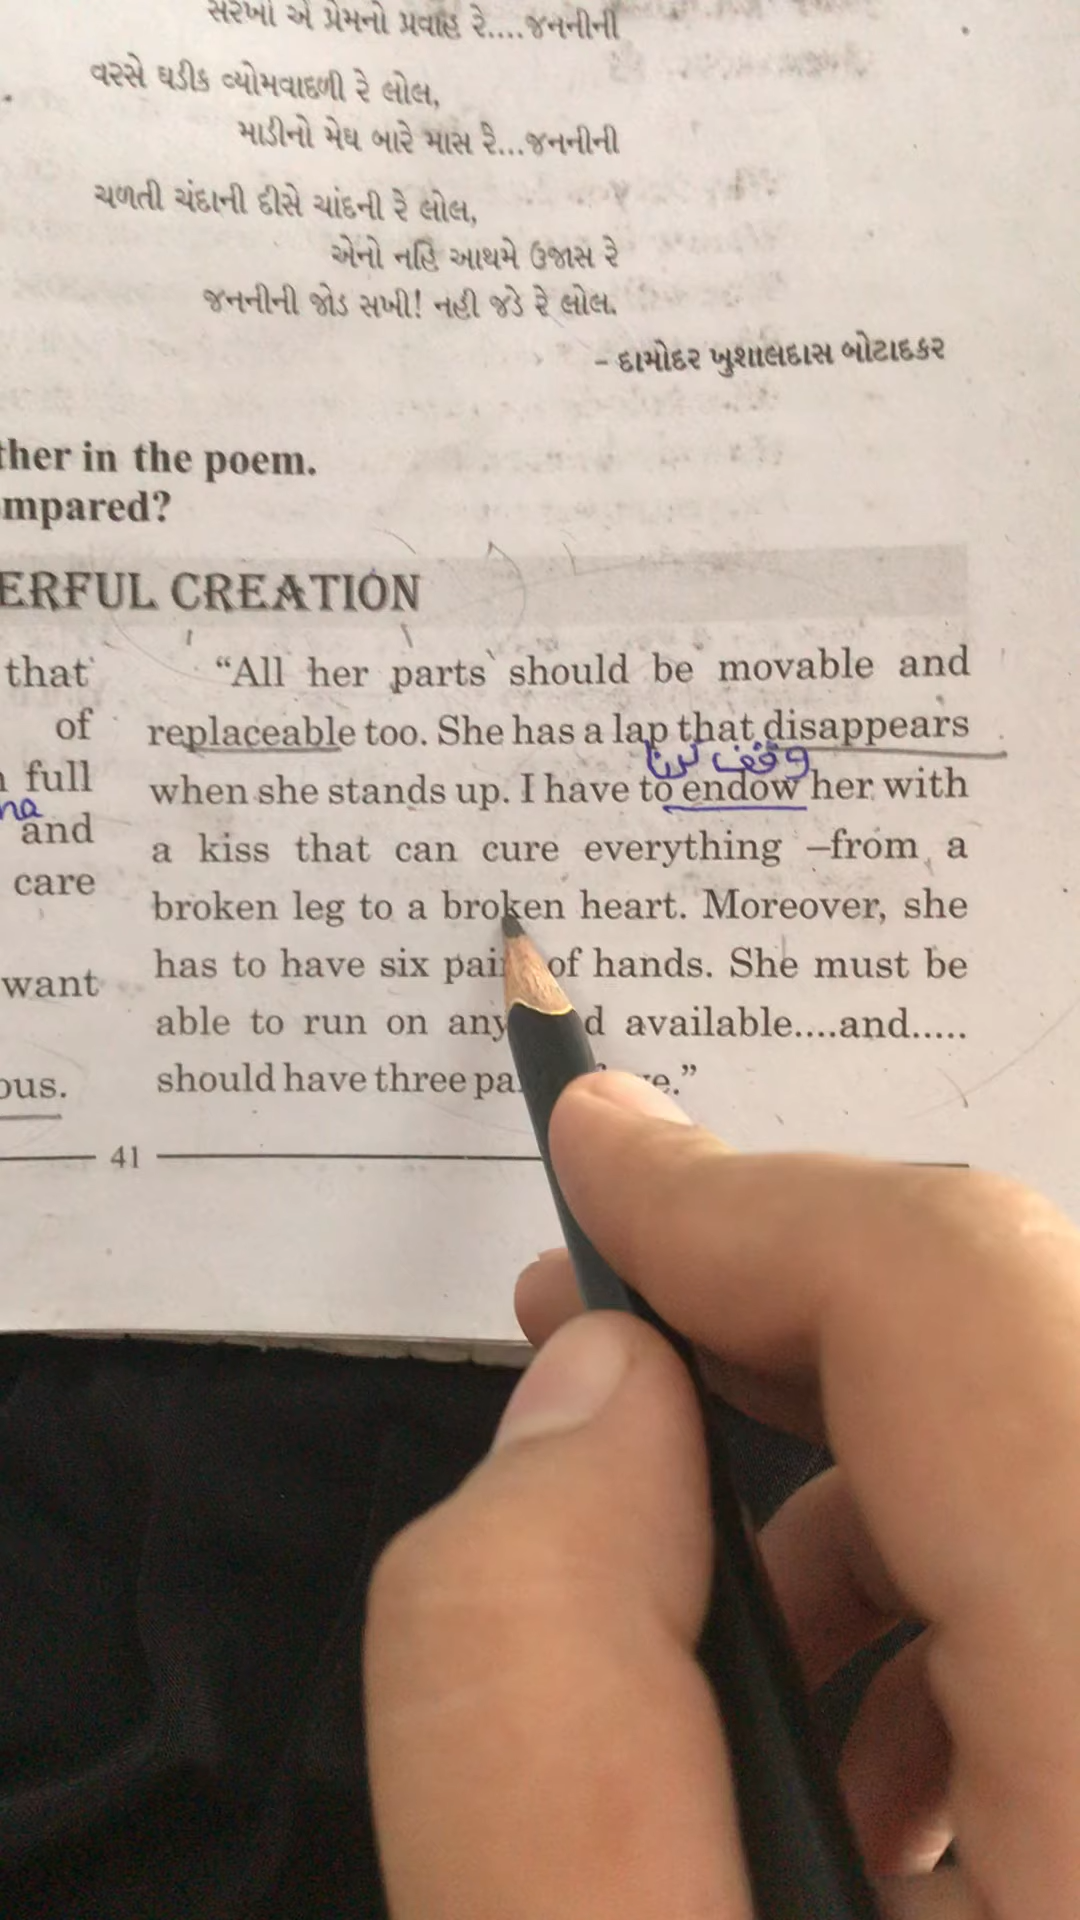 સરખો એ પ્રેમનો પ્રવાહ રે....જનનીની
વરસે ઘડીક વ્યોમવાદળી રે લોલ,
માડીનો મેઘ બારે માસ રે...જનનીની
ચળતી ચંદાની દીસે ચાંદની રે લોલ,
એનો નહિ આથમે ઉજાસ રે
જનનીની જોડ સખી! નહી જડે રે લોલ.
- દામોદર ખુશાલદાસ બોટાદકર
ther in the poem.
mpared?
ERFUL CREATION
that
of
full
na
and
care
want
ous.
“All her parts should be movable and
replaceable too. She has a lap that disappears
وقف کرنا
when she stands up. I have to endow her with
a kiss that can cure everything –from a
broken leg to a broken heart. Moreover, she
has to have six pai of hands. She must be
able to run on any d available....and.....
should have three pa e.”
41